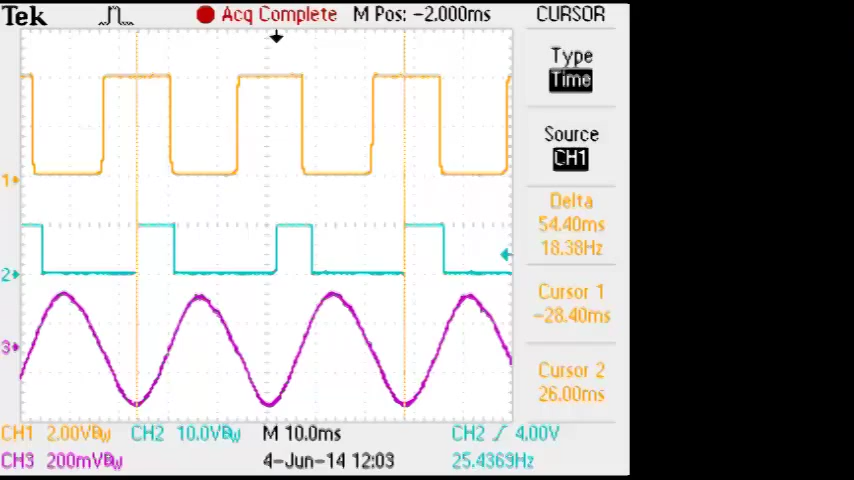 Tek Acq Complete M Pos: -2.000ms CURSOR
Type
Time
Source
CH1
Delta
54.40ms
18.38Hz
Cursor 1
-28.40ms
Cursor 2
26.00ms
1
2
3
CH1 2.00VBW CH2 10.0VBW M 10.0ms CH2 / 4.00V
CH3 200mVBW 4-Jun-14 12:03 25.4369Hz